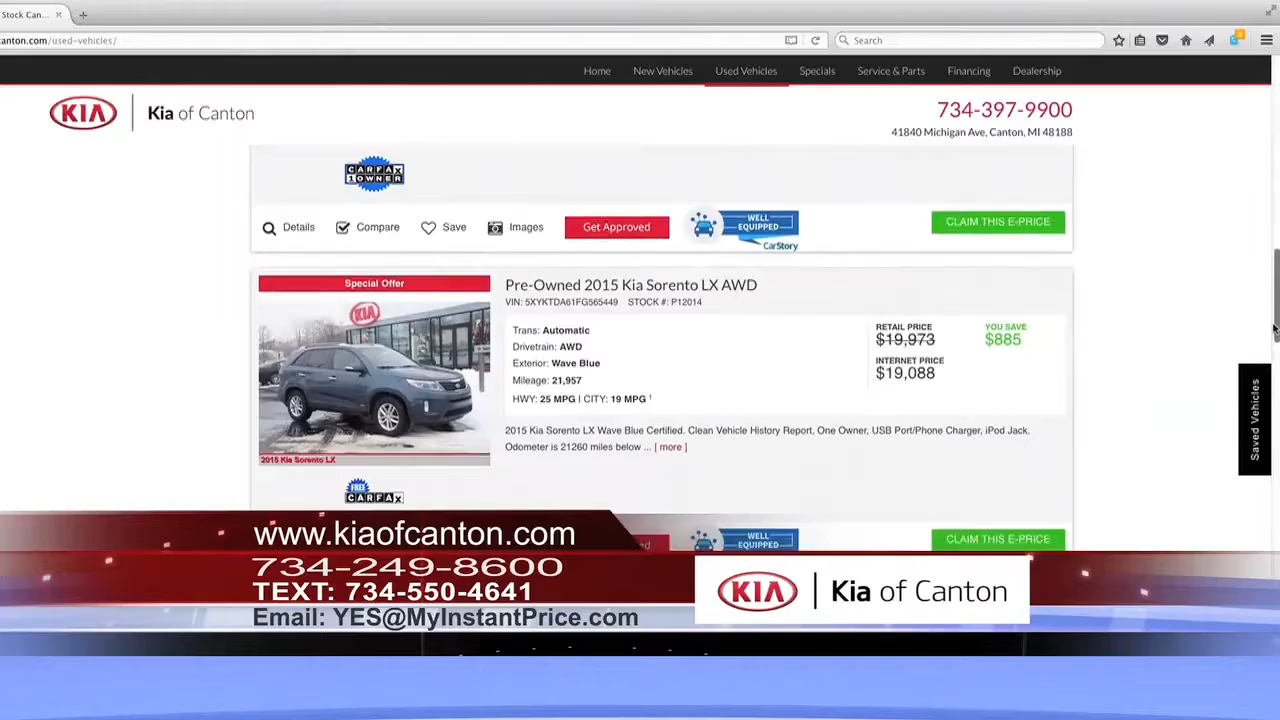 Stock Can...
anton.com/used-vehicles/
Search
Home New Vehicles Used Vehicles Specials Service & Parts Financing Dealership
KIA Kia of Canton
734-397-9900
41840 Michigan Ave, Canton, MI 48188
CARFAX
1 OWNER
Details Compare Save Images Get Approved
WELL
EQUIPPED
CarStory
CLAIM THIS E-PRICE
Special Offer
KIA
2015 Kia Sorento LX
Pre-Owned 2015 Kia Sorento LX AWD
VIN: 5XYKTDA61FG565449 STOCK #: P12014
Trans: Automatic
Drivetrain: AWD
Exterior: Wave Blue
Mileage: 21,957
HWY: 25 MPG | CITY: 19 MPG ¹
RETAIL PRICE
$19,973
YOU SAVE
$885
INTERNET PRICE
$19,088
2015 Kia Sorento LX Wave Blue Certified. Clean Vehicle History Report, One Owner, USB Port/Phone Charger, iPod Jack.
Odometer is 21260 miles below ... [ more ]
Saved Vehicles
FREE
CARFAX
WELL
EQUIPPED
CLAIM THIS E-PRICE
www.kiaofcanton.com
734-249-8600
TEXT: 734-550-4641
Email: YES@MyInstantPrice.com
KIA Kia of Canton